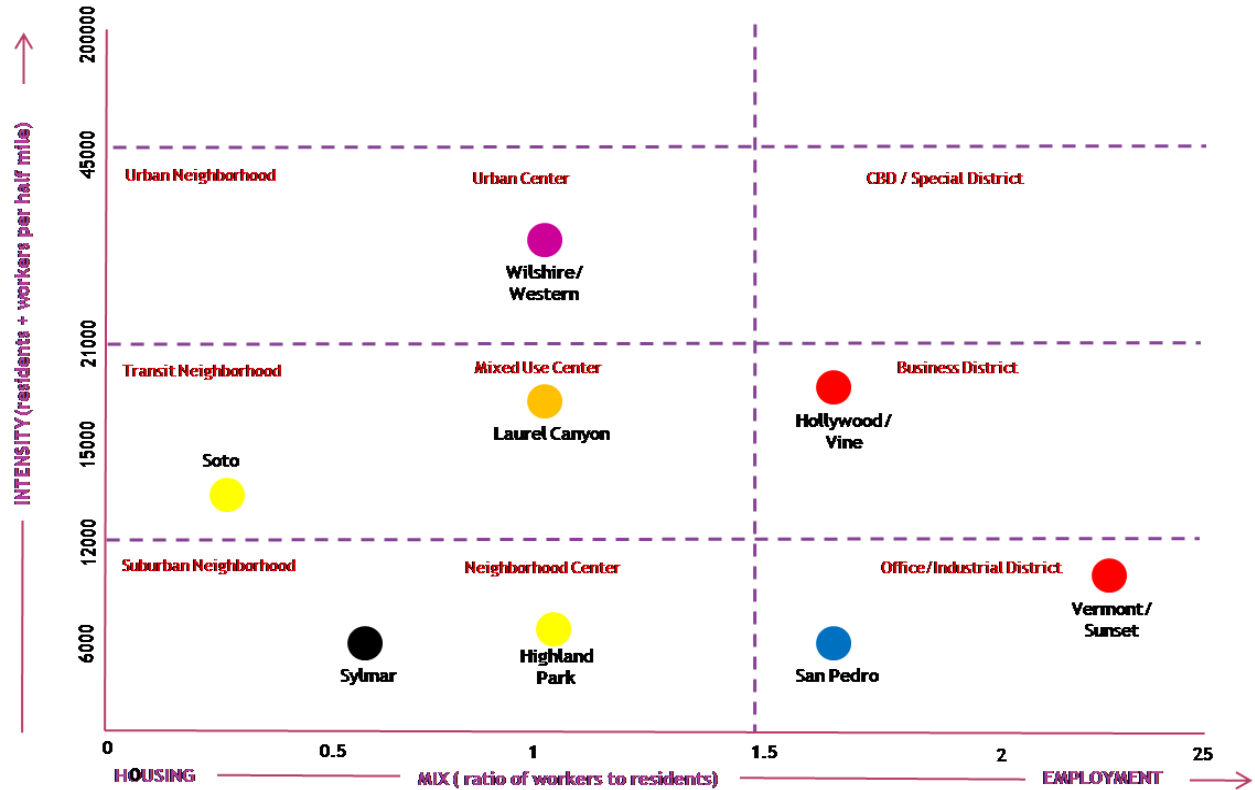 200000
45000
21000
15000
12000
6000
INTENSITY (residents + workers per half mile)
Urban Neighborhood
Urban Center
CBD / Special District
Wilshire/
Western
Transit Neighborhood
Mixed Use Center
Business District
Laurel Canyon
Hollywood/
Vine
Soto
Suburban Neighborhood
Neighborhood Center
Office/Industrial District
Vermont/
Sunset
Sylmar
Highland
Park
San Pedro
0
0.5
1
1.5
2
25
HOUSING
MIX ( ratio of workers to residents)
EMPLOYMENT